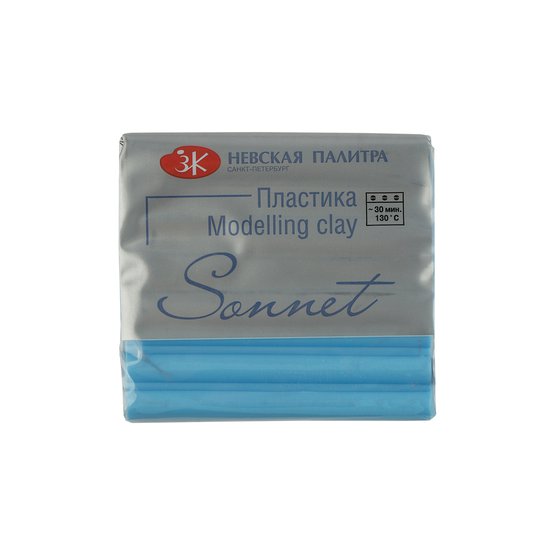 ЗК
НЕВСКАЯ ПАЛИТРА
САНКТ-ПЕТЕРБУРГ
Пластика
Modelling clay
~30 мин.
130°C
Sonnet